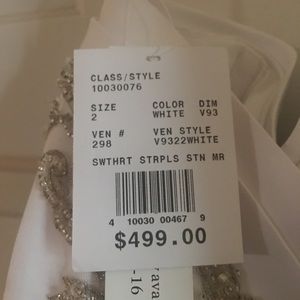 CLASS/STYLE
10030076
SIZE COLOR DIM
2 WHITE V93
VEN # VEN STYLE
298 V9322WHITE
SWTHRT STRPLS STN MR
4 10030 00467 9
$499.00
-16